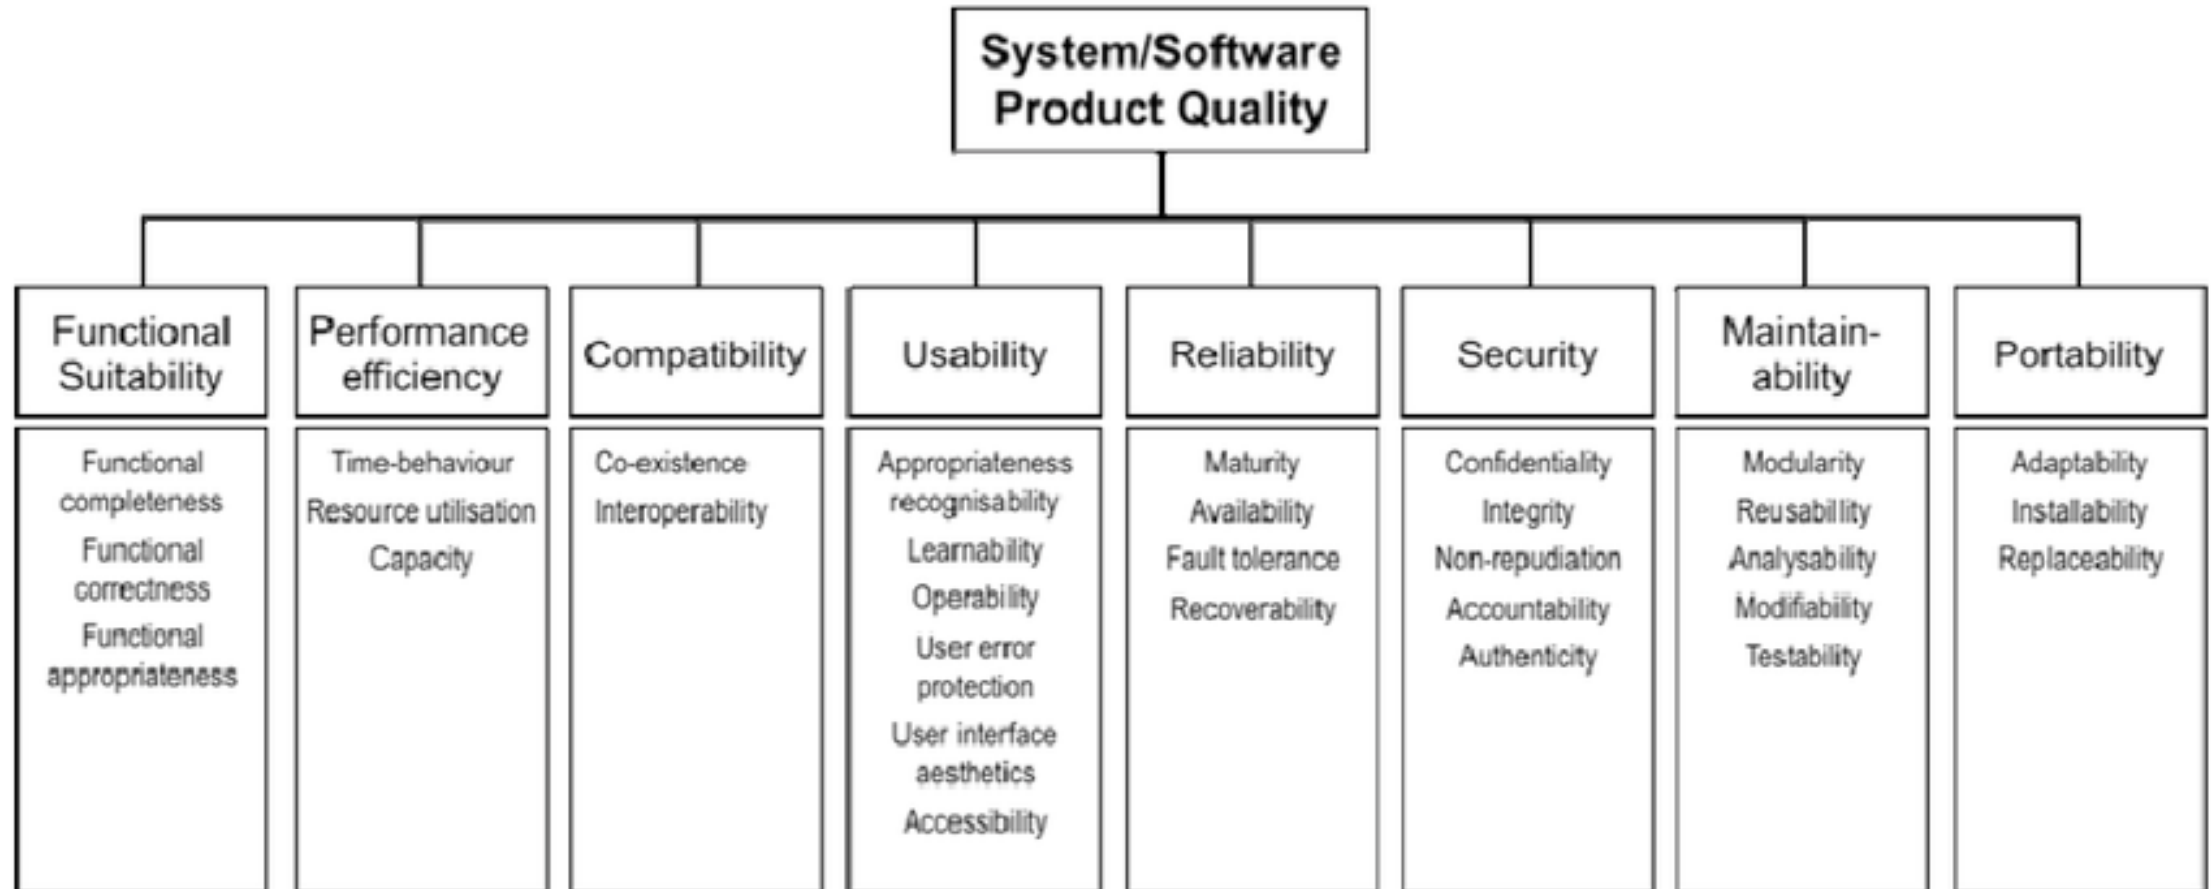 System/Software
Product Quality
Functional
Suitability
Performance
efficiency
Compatibility
Usability
Reliability
Security
Maintain-
ability
Portability
Functional
completeness
Functional
correctness
Functional
appropriateness
Time-behaviour
Resource utilisation
Capacity
Co-existence
Interoperability
Appropriateness
recognisability
Learnability
Operability
User error
protection
User interface
aesthetics
Accessibility
Maturity
Availability
Fault tolerance
Recoverability
Confidentiality
Integrity
Non-repudiation
Accountability
Authenticity
Modularity
Reusability
Analysability
Modifiability
Testability
Adaptability
Installability
Replaceability